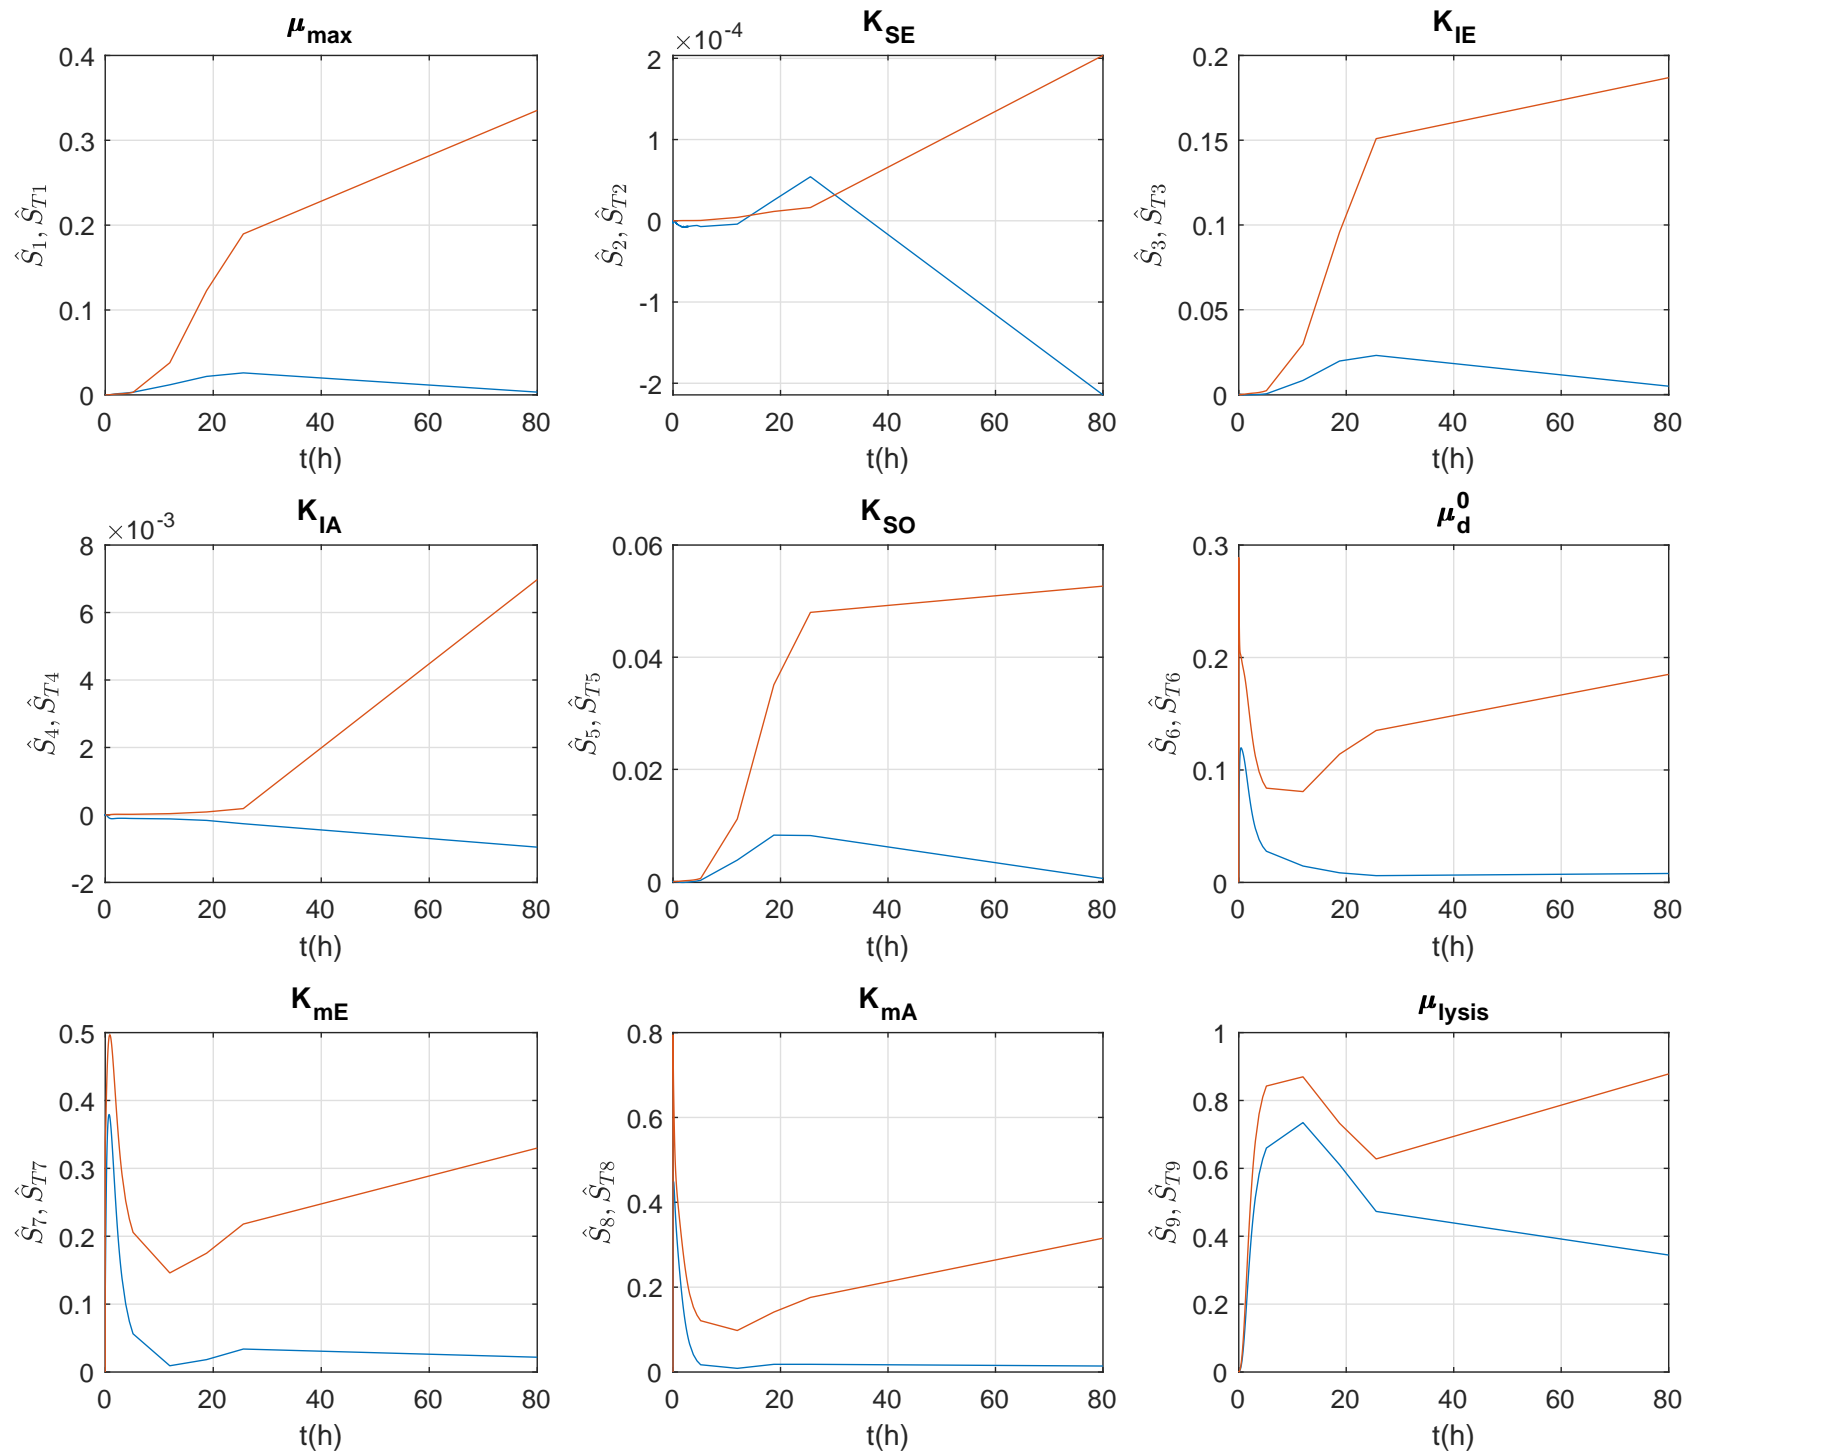 μmax
0.4
0.3
0.2
0.1
0
Ŝ1, ŜT1
0 20 40 60 80
t(h)
KSE
×10-4
2
1
0
-1
-2
Ŝ2, ŜT2
0 20 40 60 80
t(h)
KIE
0.2
0.15
0.1
0.05
0
Ŝ3, ŜT3
0 20 40 60 80
t(h)
KIA
×10-3
8
6
4
2
0
-2
Ŝ4, ŜT4
0 20 40 60 80
t(h)
KSO
0.06
0.04
0.02
0
Ŝ5, ŜT5
0 20 40 60 80
t(h)
μd0
0.3
0.2
0.1
0
Ŝ6, ŜT6
0 20 40 60 80
t(h)
KmE
0.5
0.4
0.3
0.2
0.1
0
Ŝ7, ŜT7
0 20 40 60 80
t(h)
KmA
0.8
0.6
0.4
0.2
0
Ŝ8, ŜT8
0 20 40 60 80
t(h)
μlysis
1
0.8
0.6
0.4
0.2
0
Ŝ9, ŜT9
0 20 40 60 80
t(h)